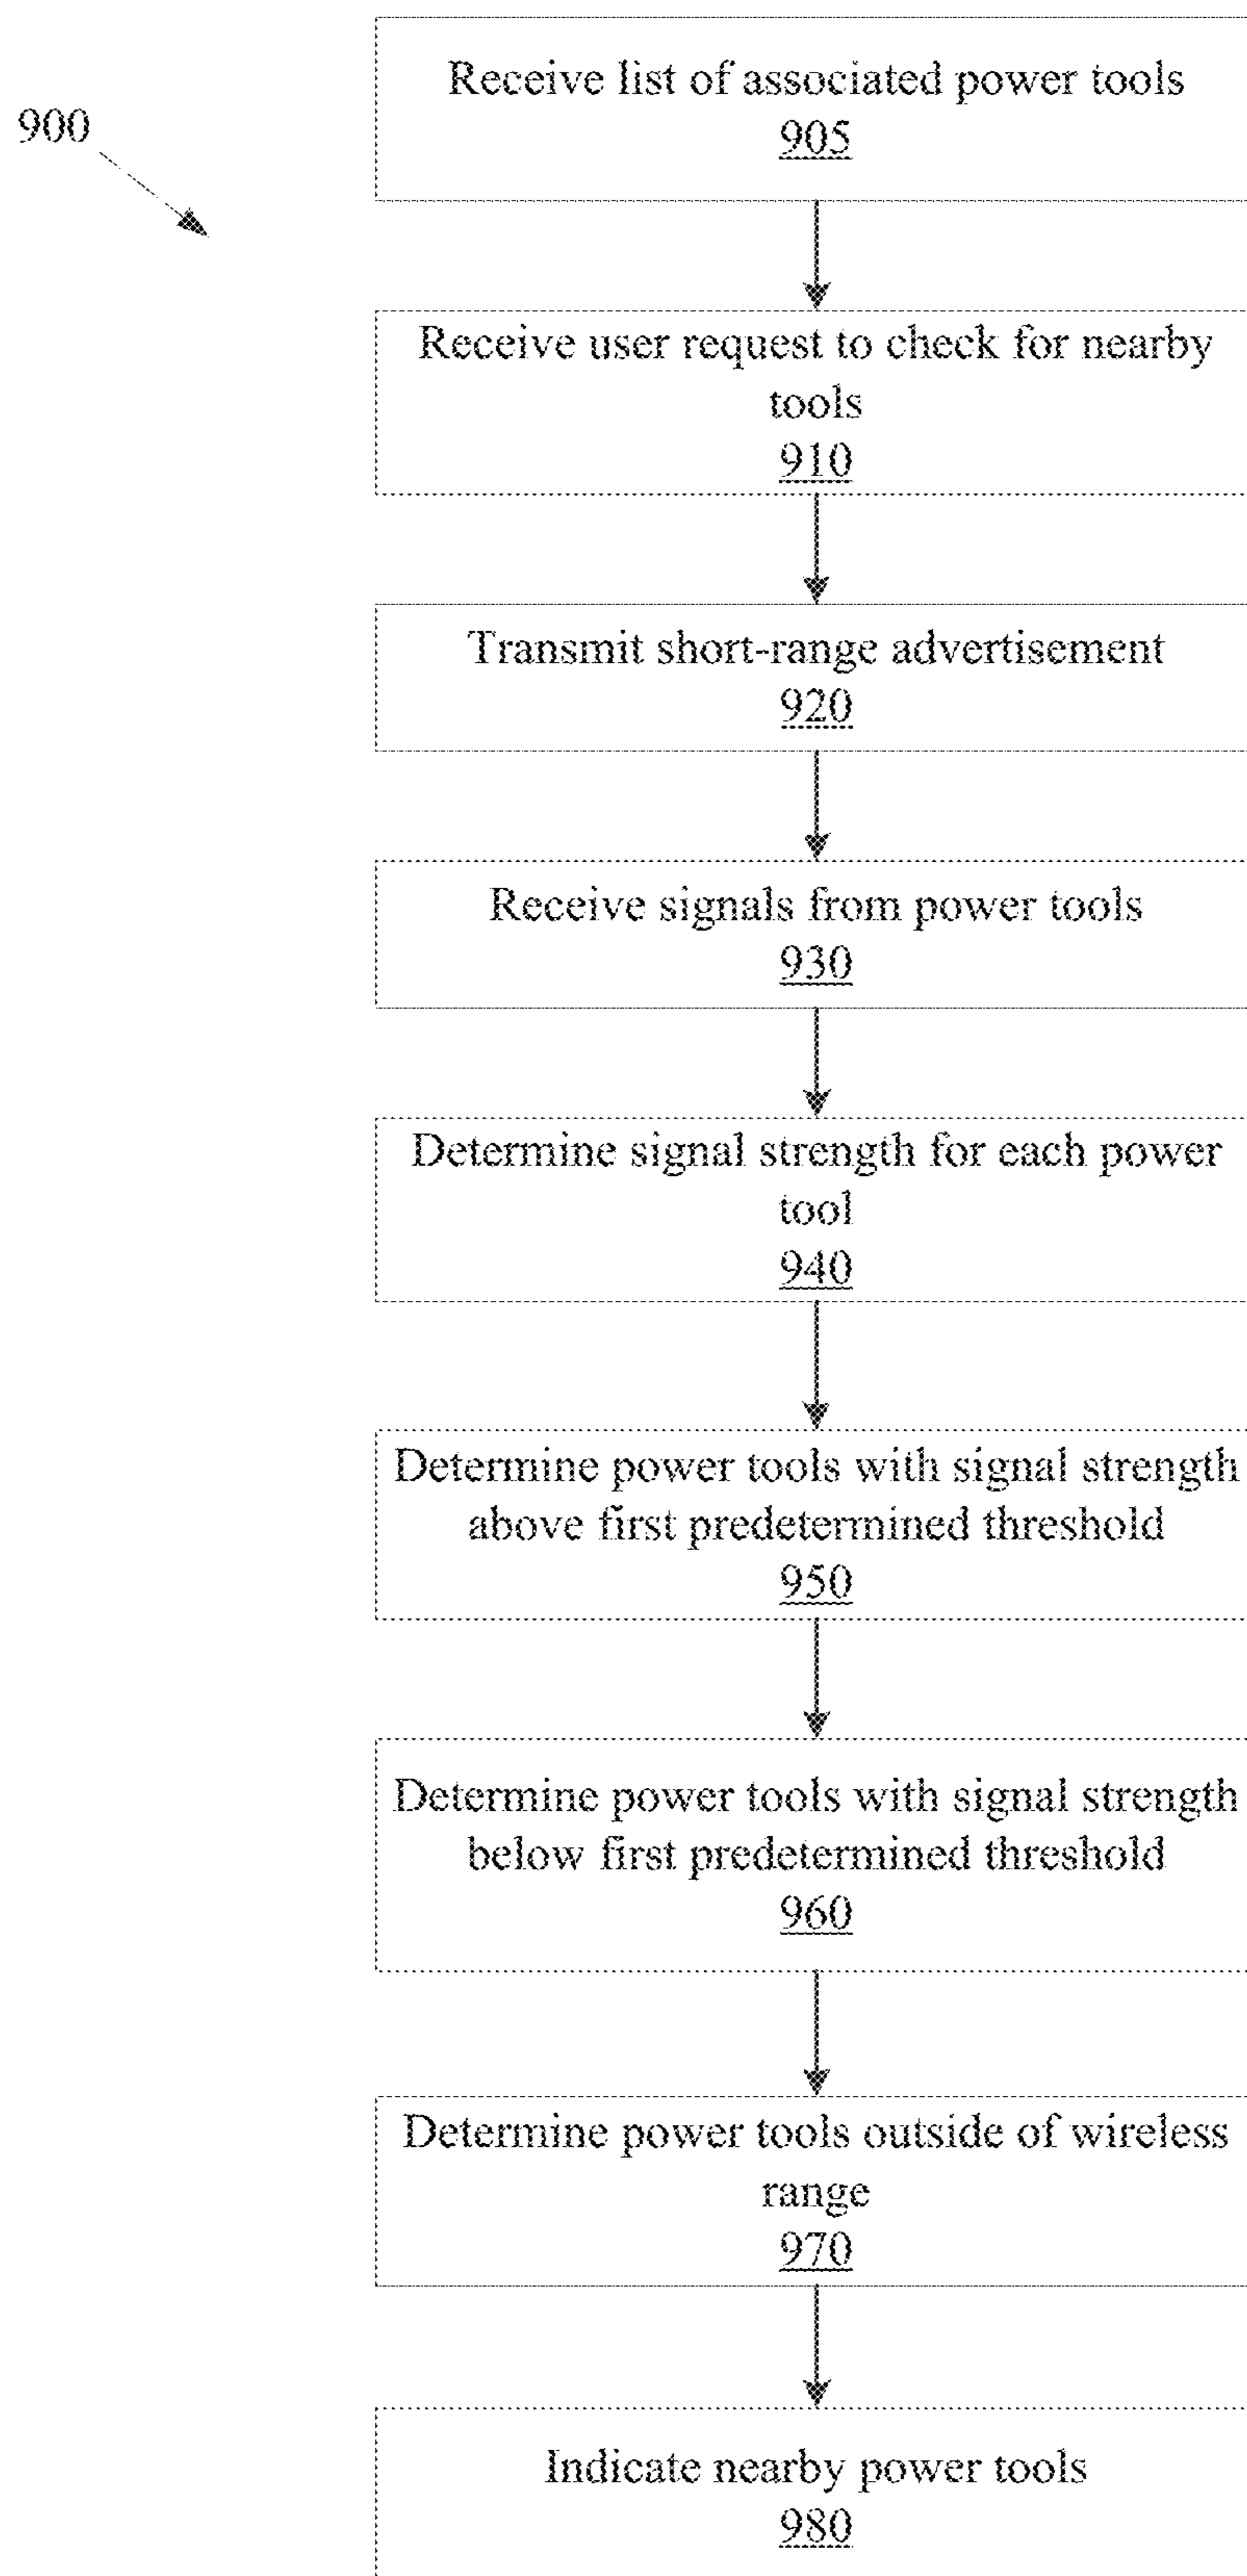 Receive list of associated power tools
905
900
Receive user request to check for nearby
tools
910
Transmit short-range advertisement
920
Receive signals from power tools
930
Determine signal strength for each power
tool
940
Determine power tools with signal strength
above first predetermined threshold
950
Determine power tools with signal strength
below first predetermined threshold
960
Determine power tools outside of wireless
range
970
Indicate nearby power tools
980